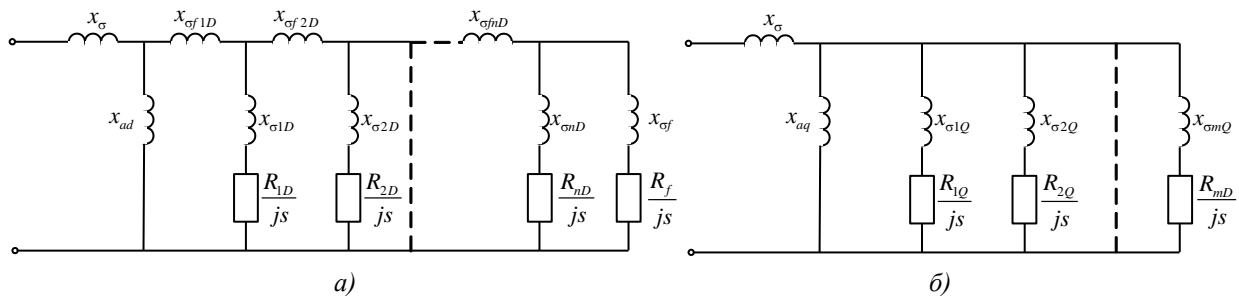 x_σ x_σf1D x_σf2D x_σfnD
x_ad x_σ1D x_σ2D x_σnD x_σf
R_1D/js R_2D/js R_nD/js R_f/js
а)
x_σ
x_aq x_σ1Q x_σ2Q x_σmQ
R_1Q/js R_2Q/js R_mD/js
б)